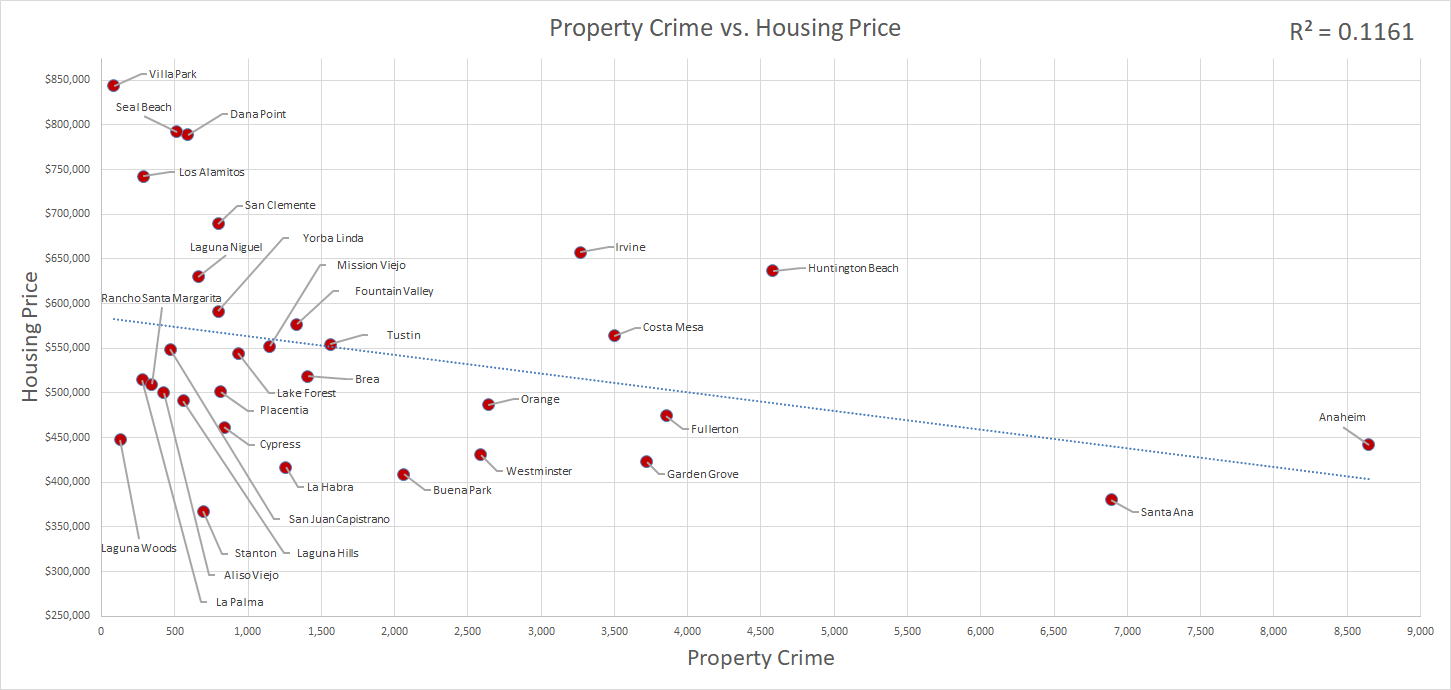 Property Crime vs. Housing Price
R² = 0.1161
Housing Price
$850,000
$800,000
$750,000
$700,000
$650,000
$600,000
$550,000
$500,000
$450,000
$400,000
$350,000
$300,000
$250,000
Villa Park
Seal Beach
Dana Point
Los Alamitos
San Clemente
Yorba Linda
Laguna Niguel
Irvine
Mission Viejo
Huntington Beach
Fountain Valley
Rancho Santa Margarita
Costa Mesa
Tustin
Brea
Lake Forest
Orange
Placentia
Anaheim
Fullerton
Cypress
Westminster
Garden Grove
La Habra
Buena Park
Santa Ana
San Juan Capistrano
Laguna Woods
Stanton
Laguna Hills
Aliso Viejo
La Palma
0
500
1,000
1,500
2,000
2,500
3,000
3,500
4,000
4,500
5,000
5,500
6,000
6,500
7,000
7,500
8,000
8,500
9,000
Property Crime